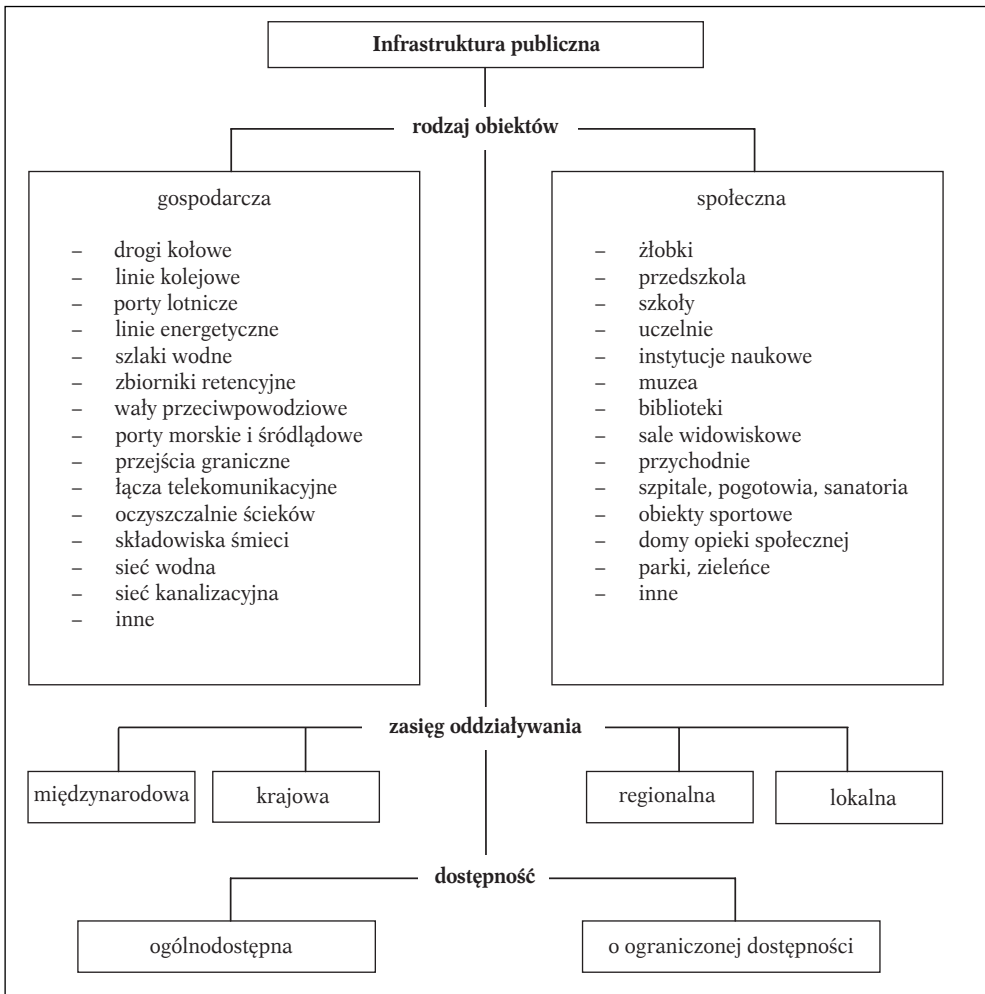 Infrastruktura publiczna
rodzaj obiektów
gospodarcza
– drogi kołowe
– linie kolejowe
– porty lotnicze
– linie energetyczne
– szlaki wodne
– zbiorniki retencyjne
– wały przeciwpowodziowe
– porty morskie i śródlądowe
– przejścia graniczne
– łącza telekomunikacyjne
– oczyszczalnie ścieków
– składowiska śmieci
– sieć wodna
– sieć kanalizacyjna
– inne
społeczna
– żłobki
– przedszkola
– szkoły
– uczelnie
– instytucje naukowe
– muzea
– biblioteki
– sale widowiskowe
– przychodnie
– szpitale, pogotowia, sanatoria
– obiekty sportowe
– domy opieki społecznej
– parki, zieleńce
– inne
zasięg oddziaływania
międzynarodowa
krajowa
regionalna
lokalna
dostępność
ogólnodostępna
o ograniczonej dostępności